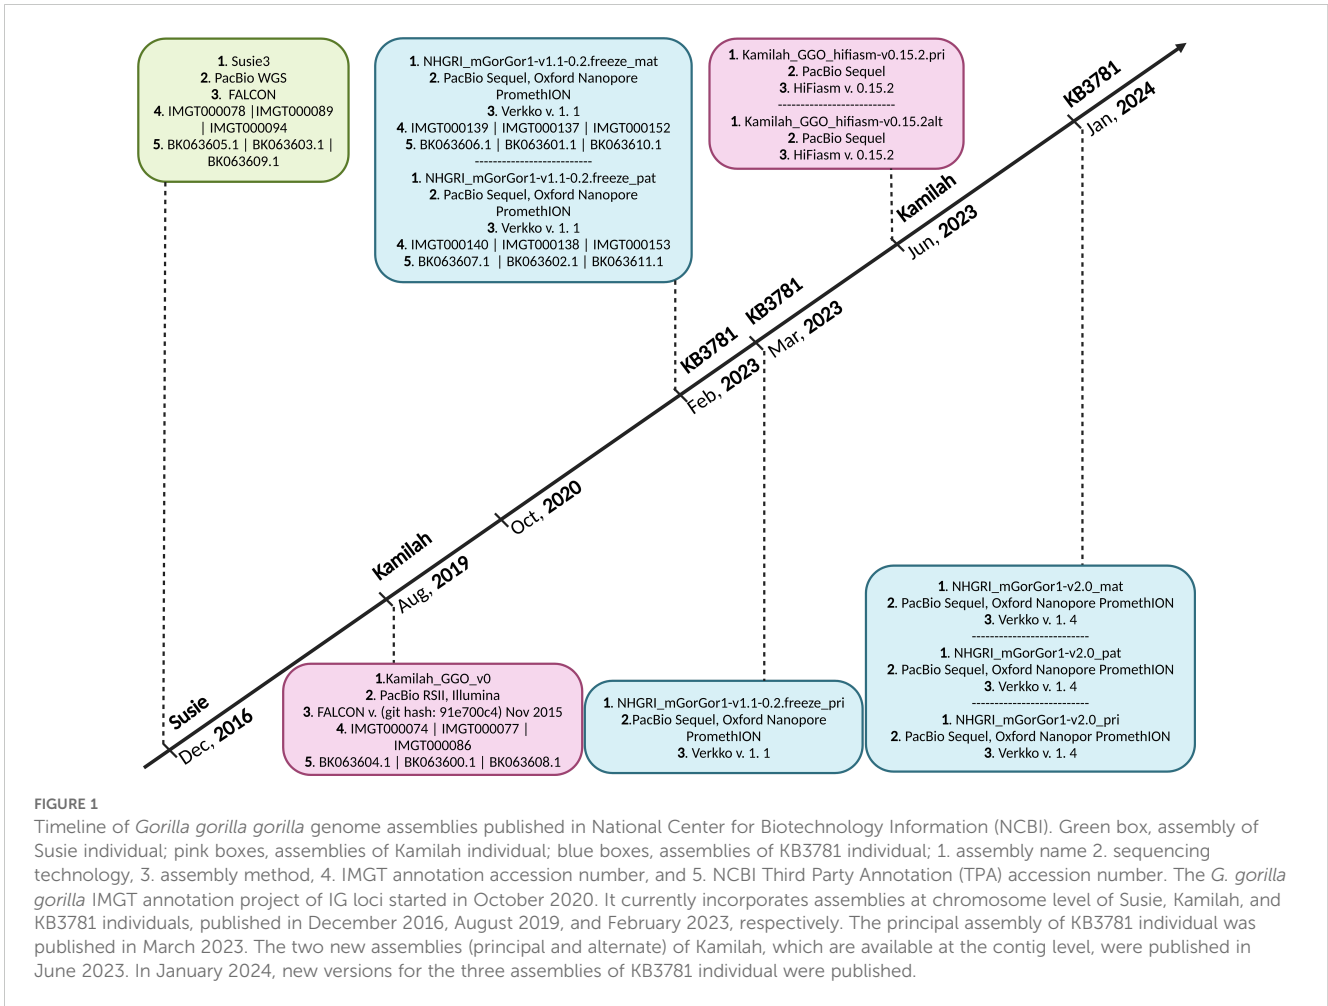 1. Susie3
2. PacBio WGS
3. FALCON
4. IMGT000078 |IMGT000089
| IMGT000094
5. BK063605.1 | BK063603.1 |
BK063609.1
1. NHGRI_mGorGor1-v1.1-0.2.freeze_mat
2. PacBio Sequel, Oxford Nanopore
PromethION
3. Verkko v. 1. 1
4. IMGT000139 | IMGT000137 | IMGT000152
5. BK063606.1 | BK063601.1 | BK063610.1
--------------------------
1. NHGRI_mGorGor1-v1.1-0.2.freeze_pat
2. PacBio Sequel, Oxford Nanopore
PromethION
3. Verkko v. 1. 1
4. IMGT000140 | IMGT000138 | IMGT000153
5. BK063607.1 | BK063602.1 | BK063611.1
1. Kamilah_GGO_hifiasm-v0.15.2.pri
2. PacBio Sequel
3. HiFiasm v. 0.15.2
--------------------------
1. Kamilah_GGO_hifiasm-v0.15.2alt
2. PacBio Sequel
3. HiFiasm v. 0.15.2
KB3781
Jan, 2024
Kamilah
Jun, 2023
KB3781
Mar, 2023
KB3781
Feb, 2023
Oct, 2020
Kamilah
Aug, 2019
Susie
Dec, 2016
1.Kamilah_GGO_v0
2. PacBio RSII, Illumina
3. FALCON v. (git hash: 91e700c4) Nov 2015
4. IMGT000074 | IMGT000077 |
IMGT000086
5. BK063604.1 | BK063600.1 | BK063608.1
1. NHGRI_mGorGor1-v1.1-0.2.freeze_pri
2.PacBio Sequel, Oxford Nanopore
PromethION
3. Verkko v. 1. 1
1. NHGRI_mGorGor1-v2.0_mat
2. PacBio Sequel, Oxford Nanopore PromethION
3. Verkko v. 1. 4
--------------------------
1. NHGRI_mGorGor1-v2.0_pat
2. PacBio Sequel, Oxford Nanopore PromethION
3. Verkko v. 1. 4
--------------------------
1. NHGRI_mGorGor1-v2.0_pri
2. PacBio Sequel, Oxford Nanopor PromethION
3. Verkko v. 1. 4
FIGURE 1
Timeline of Gorilla gorilla gorilla genome assemblies published in National Center for Biotechnology Information (NCBI). Green box, assembly of
Susie individual; pink boxes, assemblies of Kamilah individual; blue boxes, assemblies of KB3781 individual; 1. assembly name 2. sequencing
technology, 3. assembly method, 4. IMGT annotation accession number, and 5. NCBI Third Party Annotation (TPA) accession number. The G. gorilla
gorilla IMGT annotation project of IG loci started in October 2020. It currently incorporates assemblies at chromosome level of Susie, Kamilah, and
KB3781 individuals, published in December 2016, August 2019, and February 2023, respectively. The principal assembly of KB3781 individual was
published in March 2023. The two new assemblies (principal and alternate) of Kamilah, which are available at the contig level, were published in
June 2023. In January 2024, new versions for the three assemblies of KB3781 individual were published.